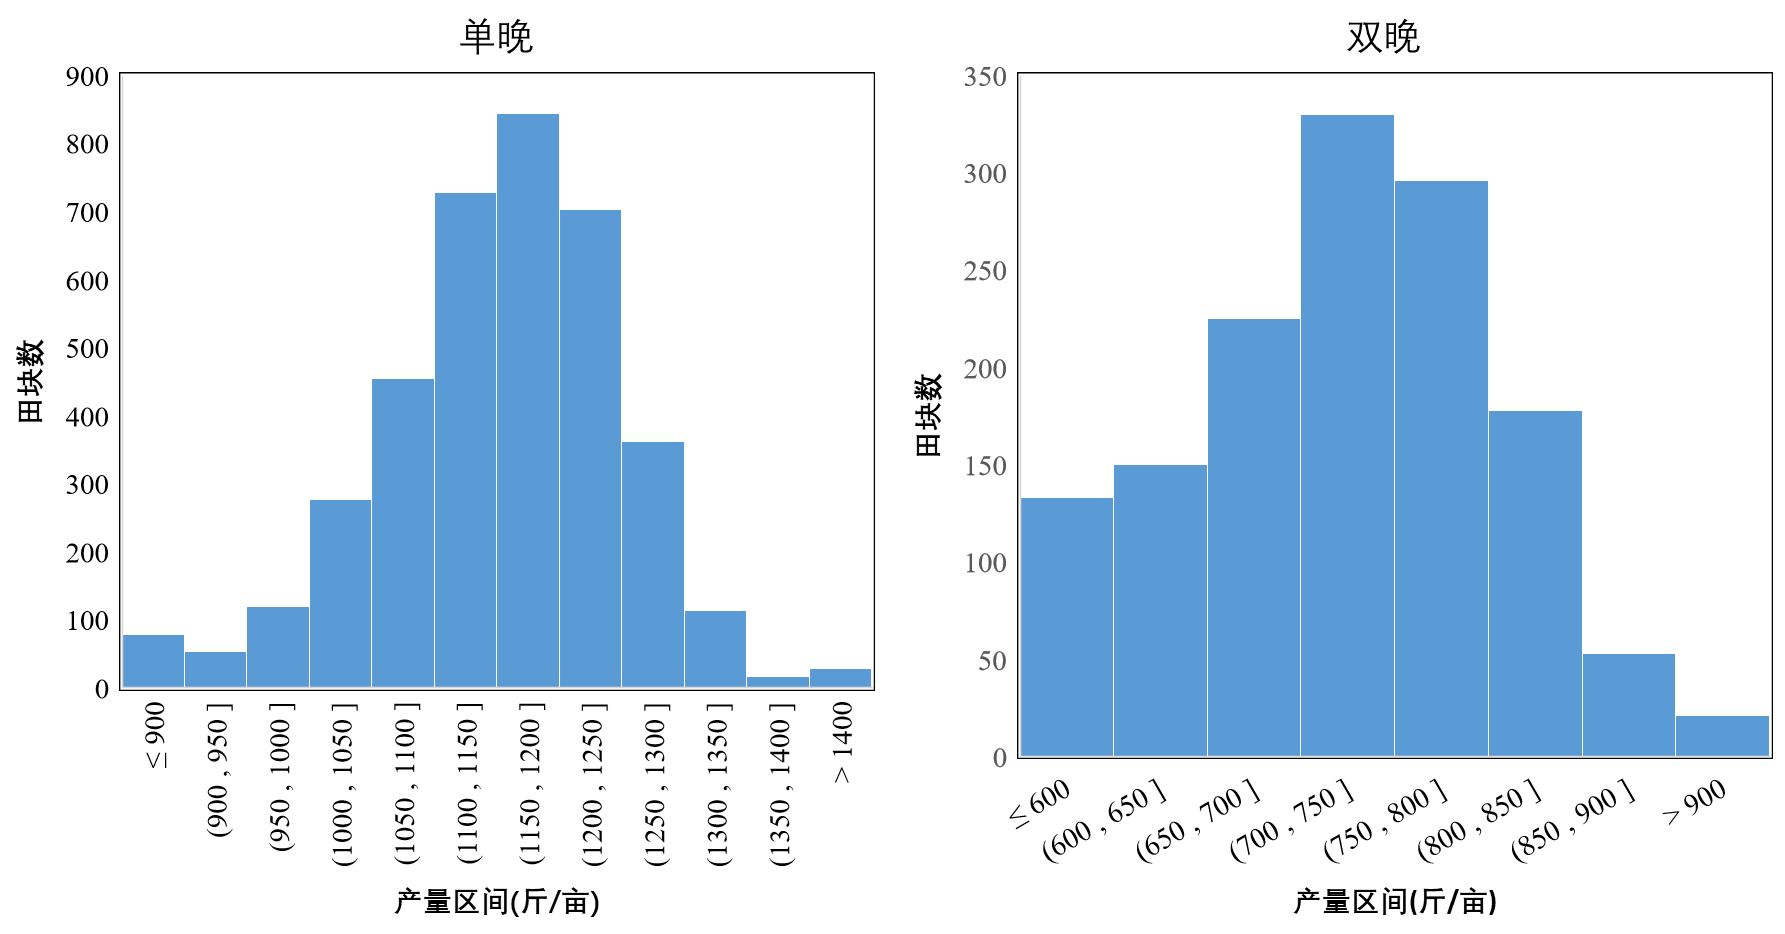 单晚
900
800
700
600
500
400
300
200
100
0
田块数
≤ 900
(900 , 950 ]
(950 , 1000 ]
(1000 , 1050 ]
(1050 , 1100 ]
(1100 , 1150 ]
(1150 , 1200 ]
(1200 , 1250 ]
(1250 , 1300 ]
(1300 , 1350 ]
(1350 , 1400 ]
> 1400
产量区间(斤/亩)
双晚
350
300
250
200
150
100
50
0
田块数
≤ 600
(600 , 650 ]
(650 , 700 ]
(700 , 750 ]
(750 , 800 ]
(800 , 850 ]
(850 , 900 ]
> 900
产量区间(斤/亩)